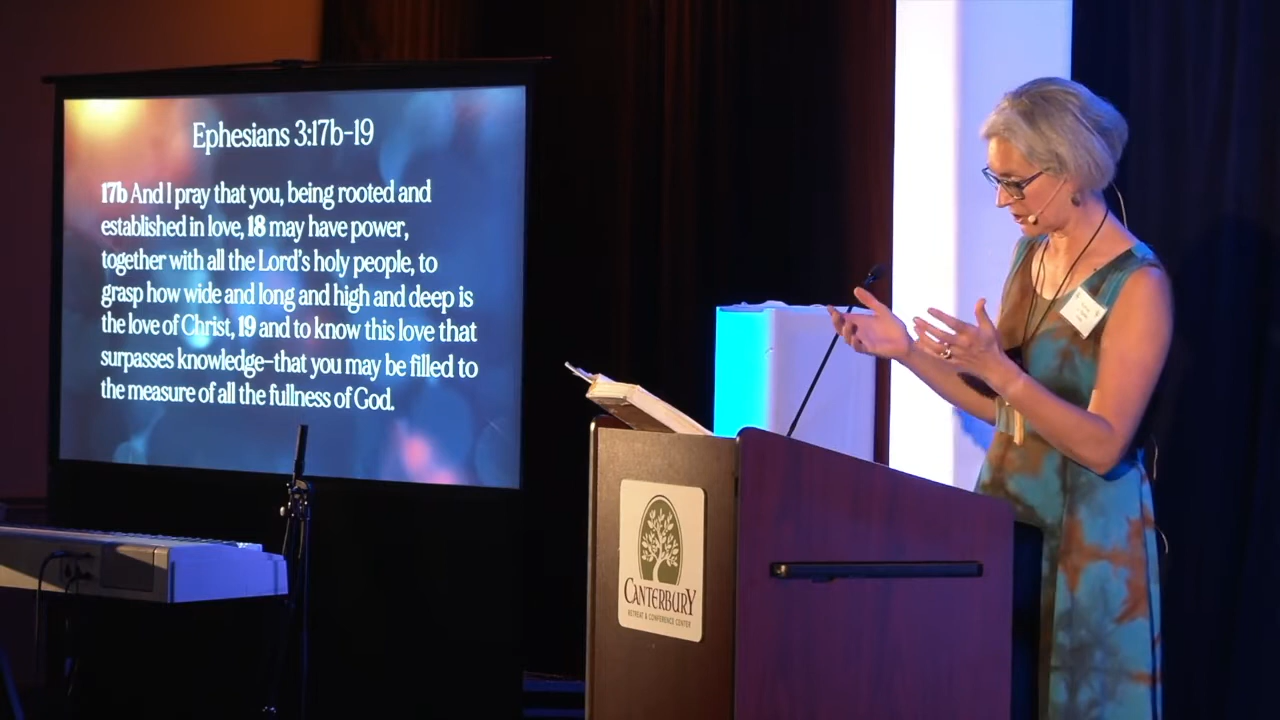 Ephesians 3:17b-19
17b And I pray that you, being rooted and
established in love, 18 may have power,
together with all the Lord's holy people, to
grasp how wide and long and high and deep is
the love of Christ, 19 and to know this love that
surpasses knowledge–that you may be filled to
the measure of all the fullness of God.
CANTERBURY
RETREAT & CONFERENCE CENTER